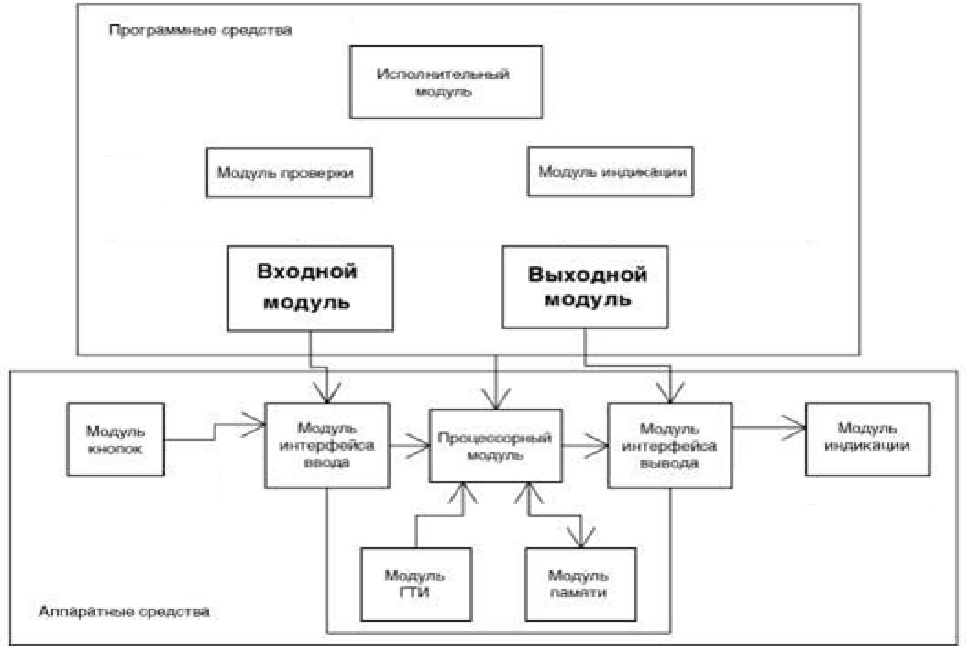 Программные средства
Исполнительный
модуль
Модуль проверки
Модуль индикации
Входной
модуль
Выходной
модуль
Модуль
кнопок
Модуль
интерфейса
ввода
Процессорный
модуль
Модуль
интерфейса
вывода
Модуль
индикации
Модуль
ГТИ
Модуль
памяти
Аппаратные средства